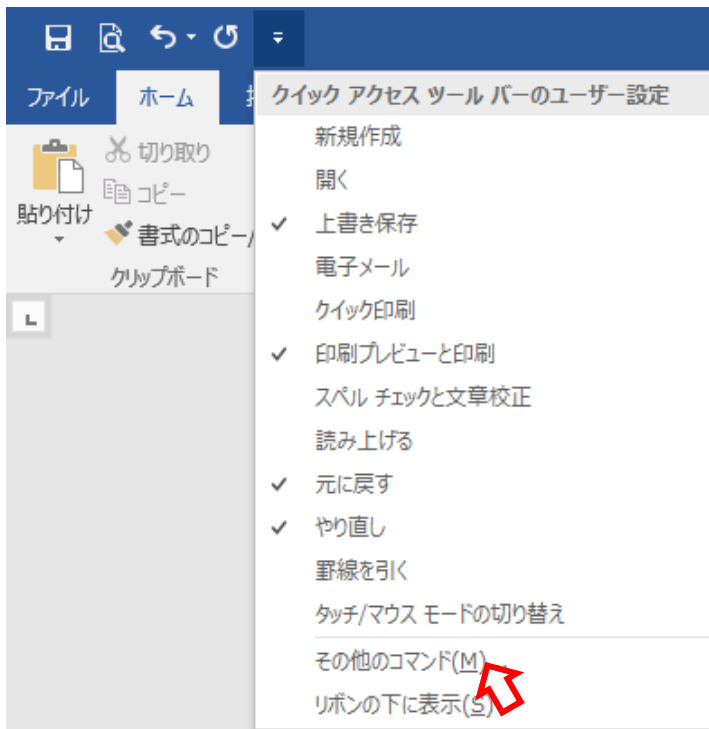 ファイル
ホーム
クイック アクセス ツール バーのユーザー設定
貼り付け
切り取り
コピー
書式のコピー/
クリップボード
新規作成
開く
上書き保存
電子メール
クイック印刷
印刷プレビューと印刷
スペル チェックと文章校正
読み上げる
元に戻す
やり直し
罫線を引く
タッチ/マウス モードの切り替え
その他のコマンド(M)...
リボンの下に表示(S)